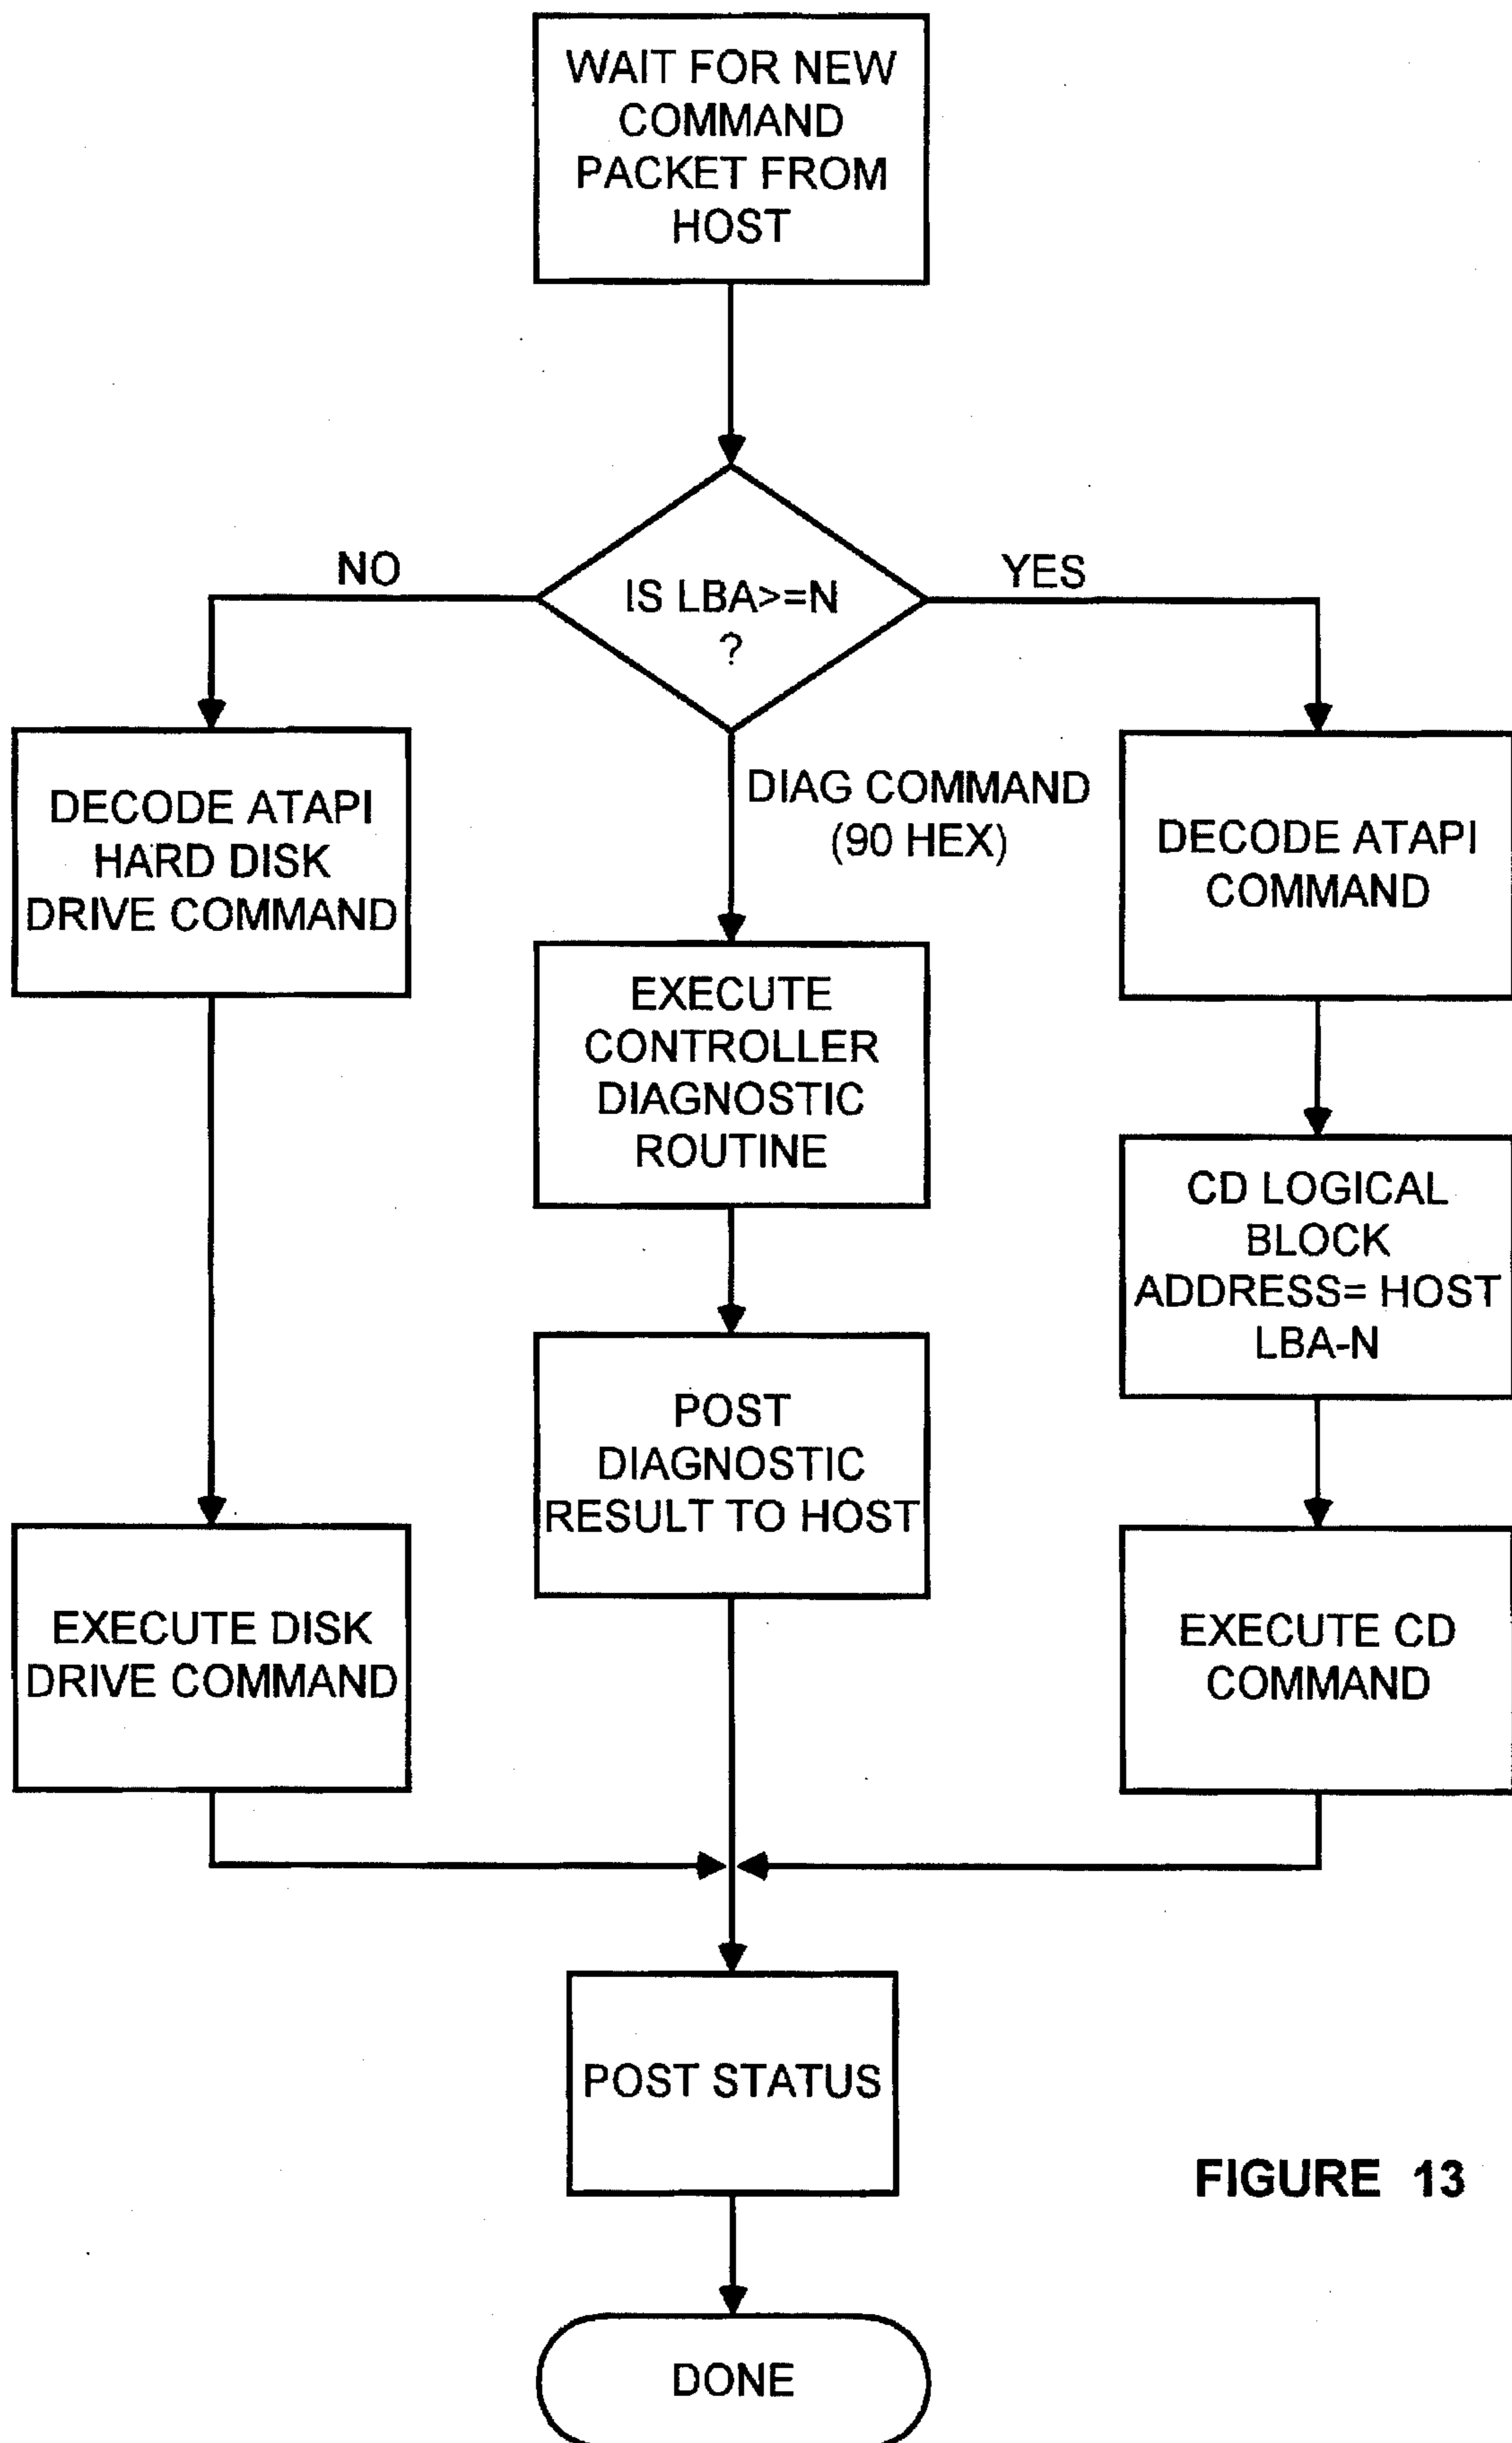 WAIT FOR NEW
COMMAND
PACKET FROM
HOST
NO
IS LBA>=N
?
YES
DIAG COMMAND
(90 HEX)
DECODE ATAPI
HARD DISK
DRIVE COMMAND
DECODE ATAPI
COMMAND
EXECUTE
CONTROLLER
DIAGNOSTIC
ROUTINE
CD LOGICAL
BLOCK
ADDRESS= HOST
LBA-N
POST
DIAGNOSTIC
RESULT TO HOST
EXECUTE DISK
DRIVE COMMAND
EXECUTE CD
COMMAND
POST STATUS
FIGURE 13
DONE